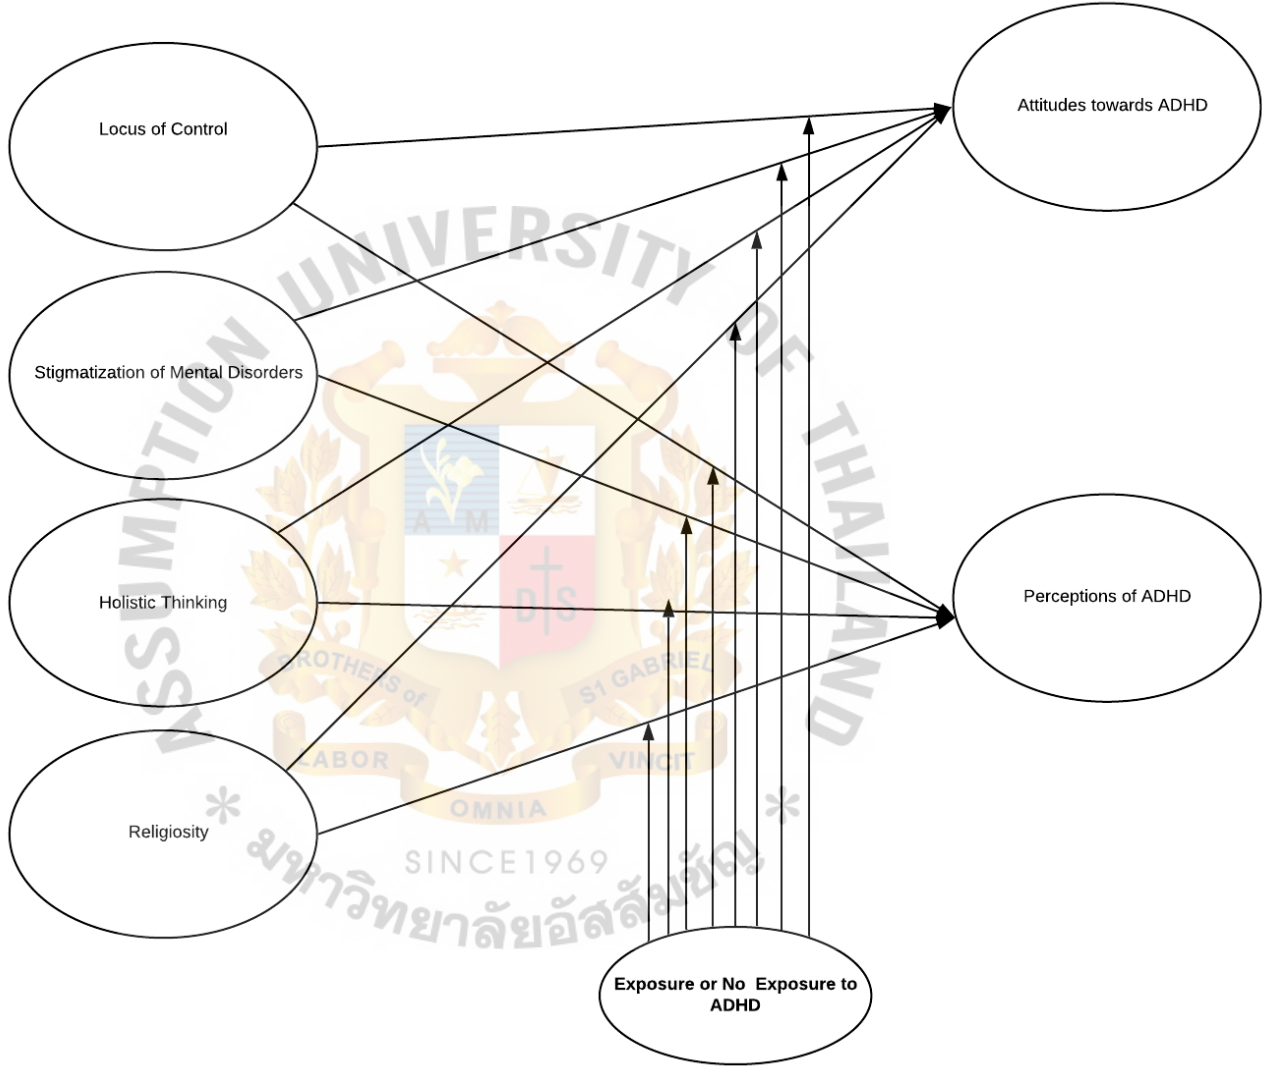 Locus of Control
Attitudes towards ADHD
Stigmatization of Mental Disorders
Holistic Thinking
Perceptions of ADHD
Religiosity
Exposure or No Exposure to
ADHD
ASSUMPTION UNIVERSITY OF THAILAND
A M
D S
BROTHERS of
S1 GABRIEL
LABOR
VINCIT
OMNIA
SINCE1969
* มหาวิทยาลัยอัสสัมชัญ *